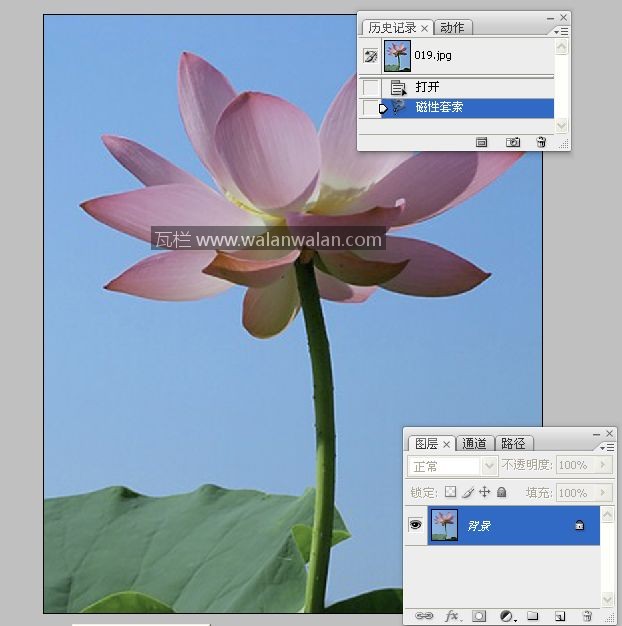 历史记录 × 动作
019.jpg
打开
磁性套索
瓦栏 www.walanwalan.com
图层 × 通道 路径
正常 不透明度: 100%
锁定: 填充: 100%
背景
fx